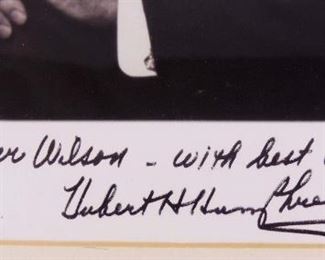 Wilson - with best
Hubert H Humphrey